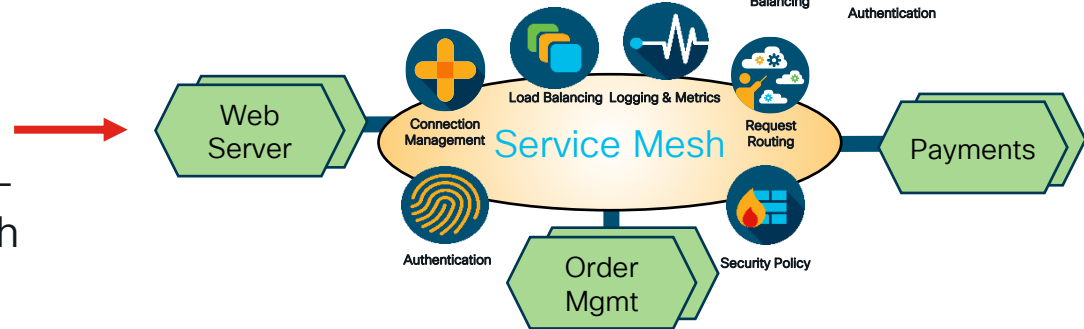 Balancing
Authentication
Load Balancing
Logging & Metrics
Web
Server
Connection
Management
Service Mesh
Request
Routing
Payments
h
Authentication
Order
Mgmt
Security Policy